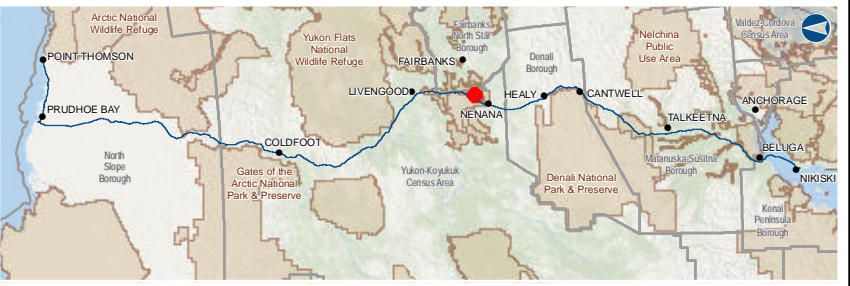 Arctic National
Wildlife Refuge
POINT THOMSON
PRUDHOE BAY
North
Slope
Borough
COLDFOOT
Gates of the
Arctic National
Park & Preserve
Yukon Flats
National
Wildlife Refuge
LIVENGOOD
Fairbanks
North Star
Borough
FAIRBANKS
NENANA
Yukon-Koyukuk
Census Area
Denali
Borough
HEALY
CANTWELL
Denali National
Park & Preserve
Nelchina
Public
Use Area
TALKEETNA
Matanuska-Susitna
Borough
Valdez-Cordova
Census Area
ANCHORAGE
BELUGA
NIKISKI
Kenai
Peninsula
Borough